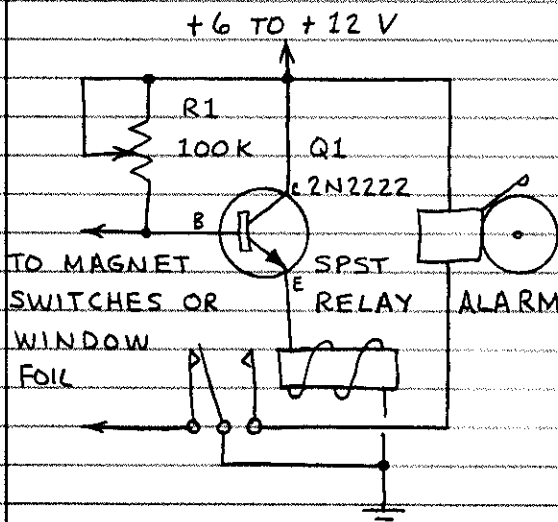 +6 TO +12 V
R1
100K
Q1
C
2N2222
B
E
TO MAGNET
SWITCHES OR
WINDOW
FOIL
SPST
RELAY
ALARM